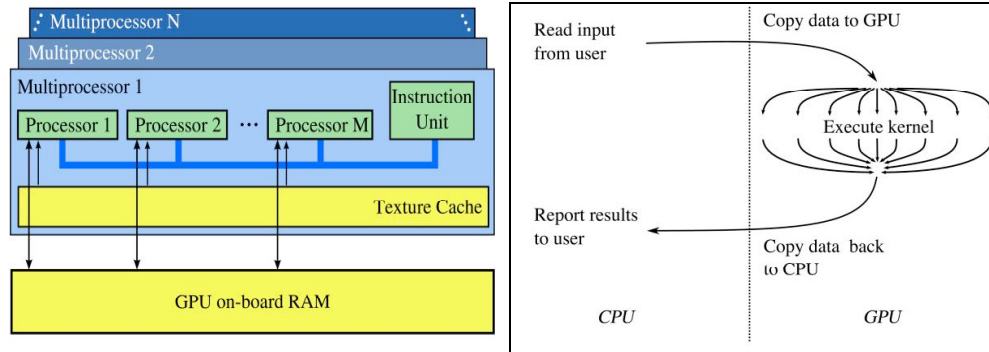 Multiprocessor N
Multiprocessor 2
Multiprocessor 1
Instruction
Unit
Processor 1
Processor 2
...
Processor M
Texture Cache
GPU on-board RAM
Read input
from user
Copy data to GPU
Execute kernel
Report results
to user
Copy data back
to CPU
CPU
GPU